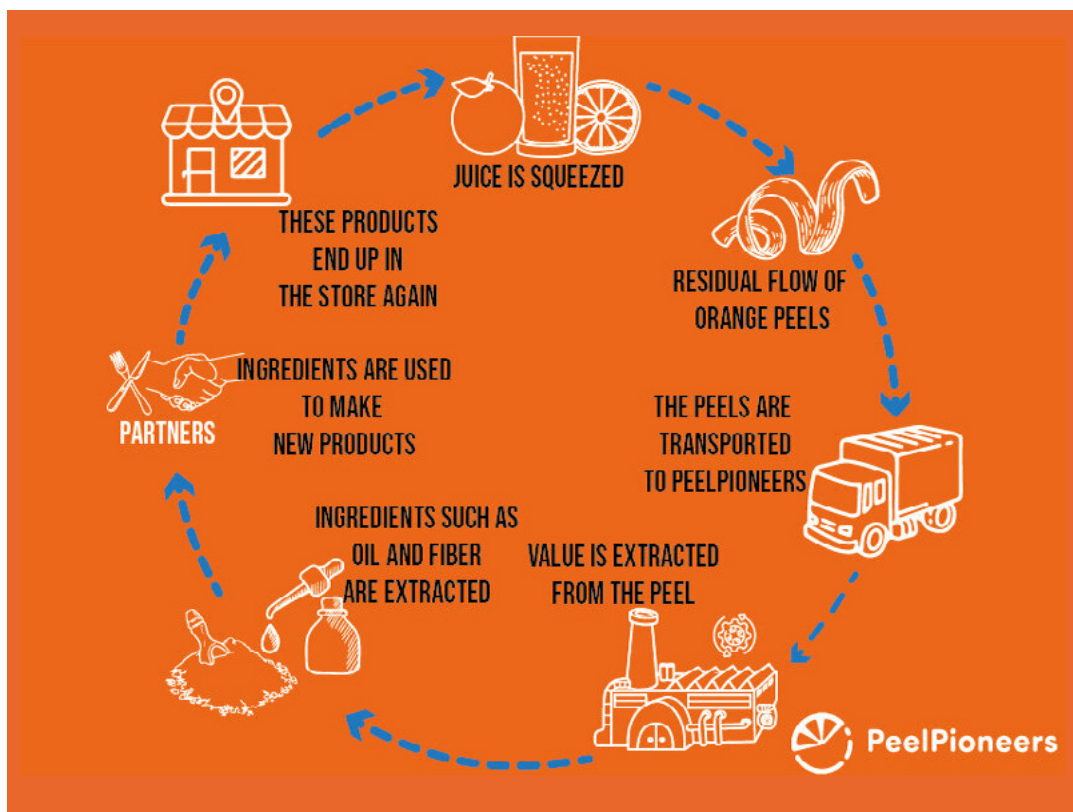 JUICE IS SQUEEZED
RESIDUAL FLOW OF
ORANGE PEELS
THE PEELS ARE
TRANSPORTED
TO PEELPIONEERS
VALUE IS EXTRACTED
FROM THE PEEL
INGREDIENTS SUCH AS
OIL AND FIBER
ARE EXTRACTED
INGREDIENTS ARE USED
TO MAKE
NEW PRODUCTS
PARTNERS
THESE PRODUCTS
END UP IN
THE STORE AGAIN
PeelPioneers